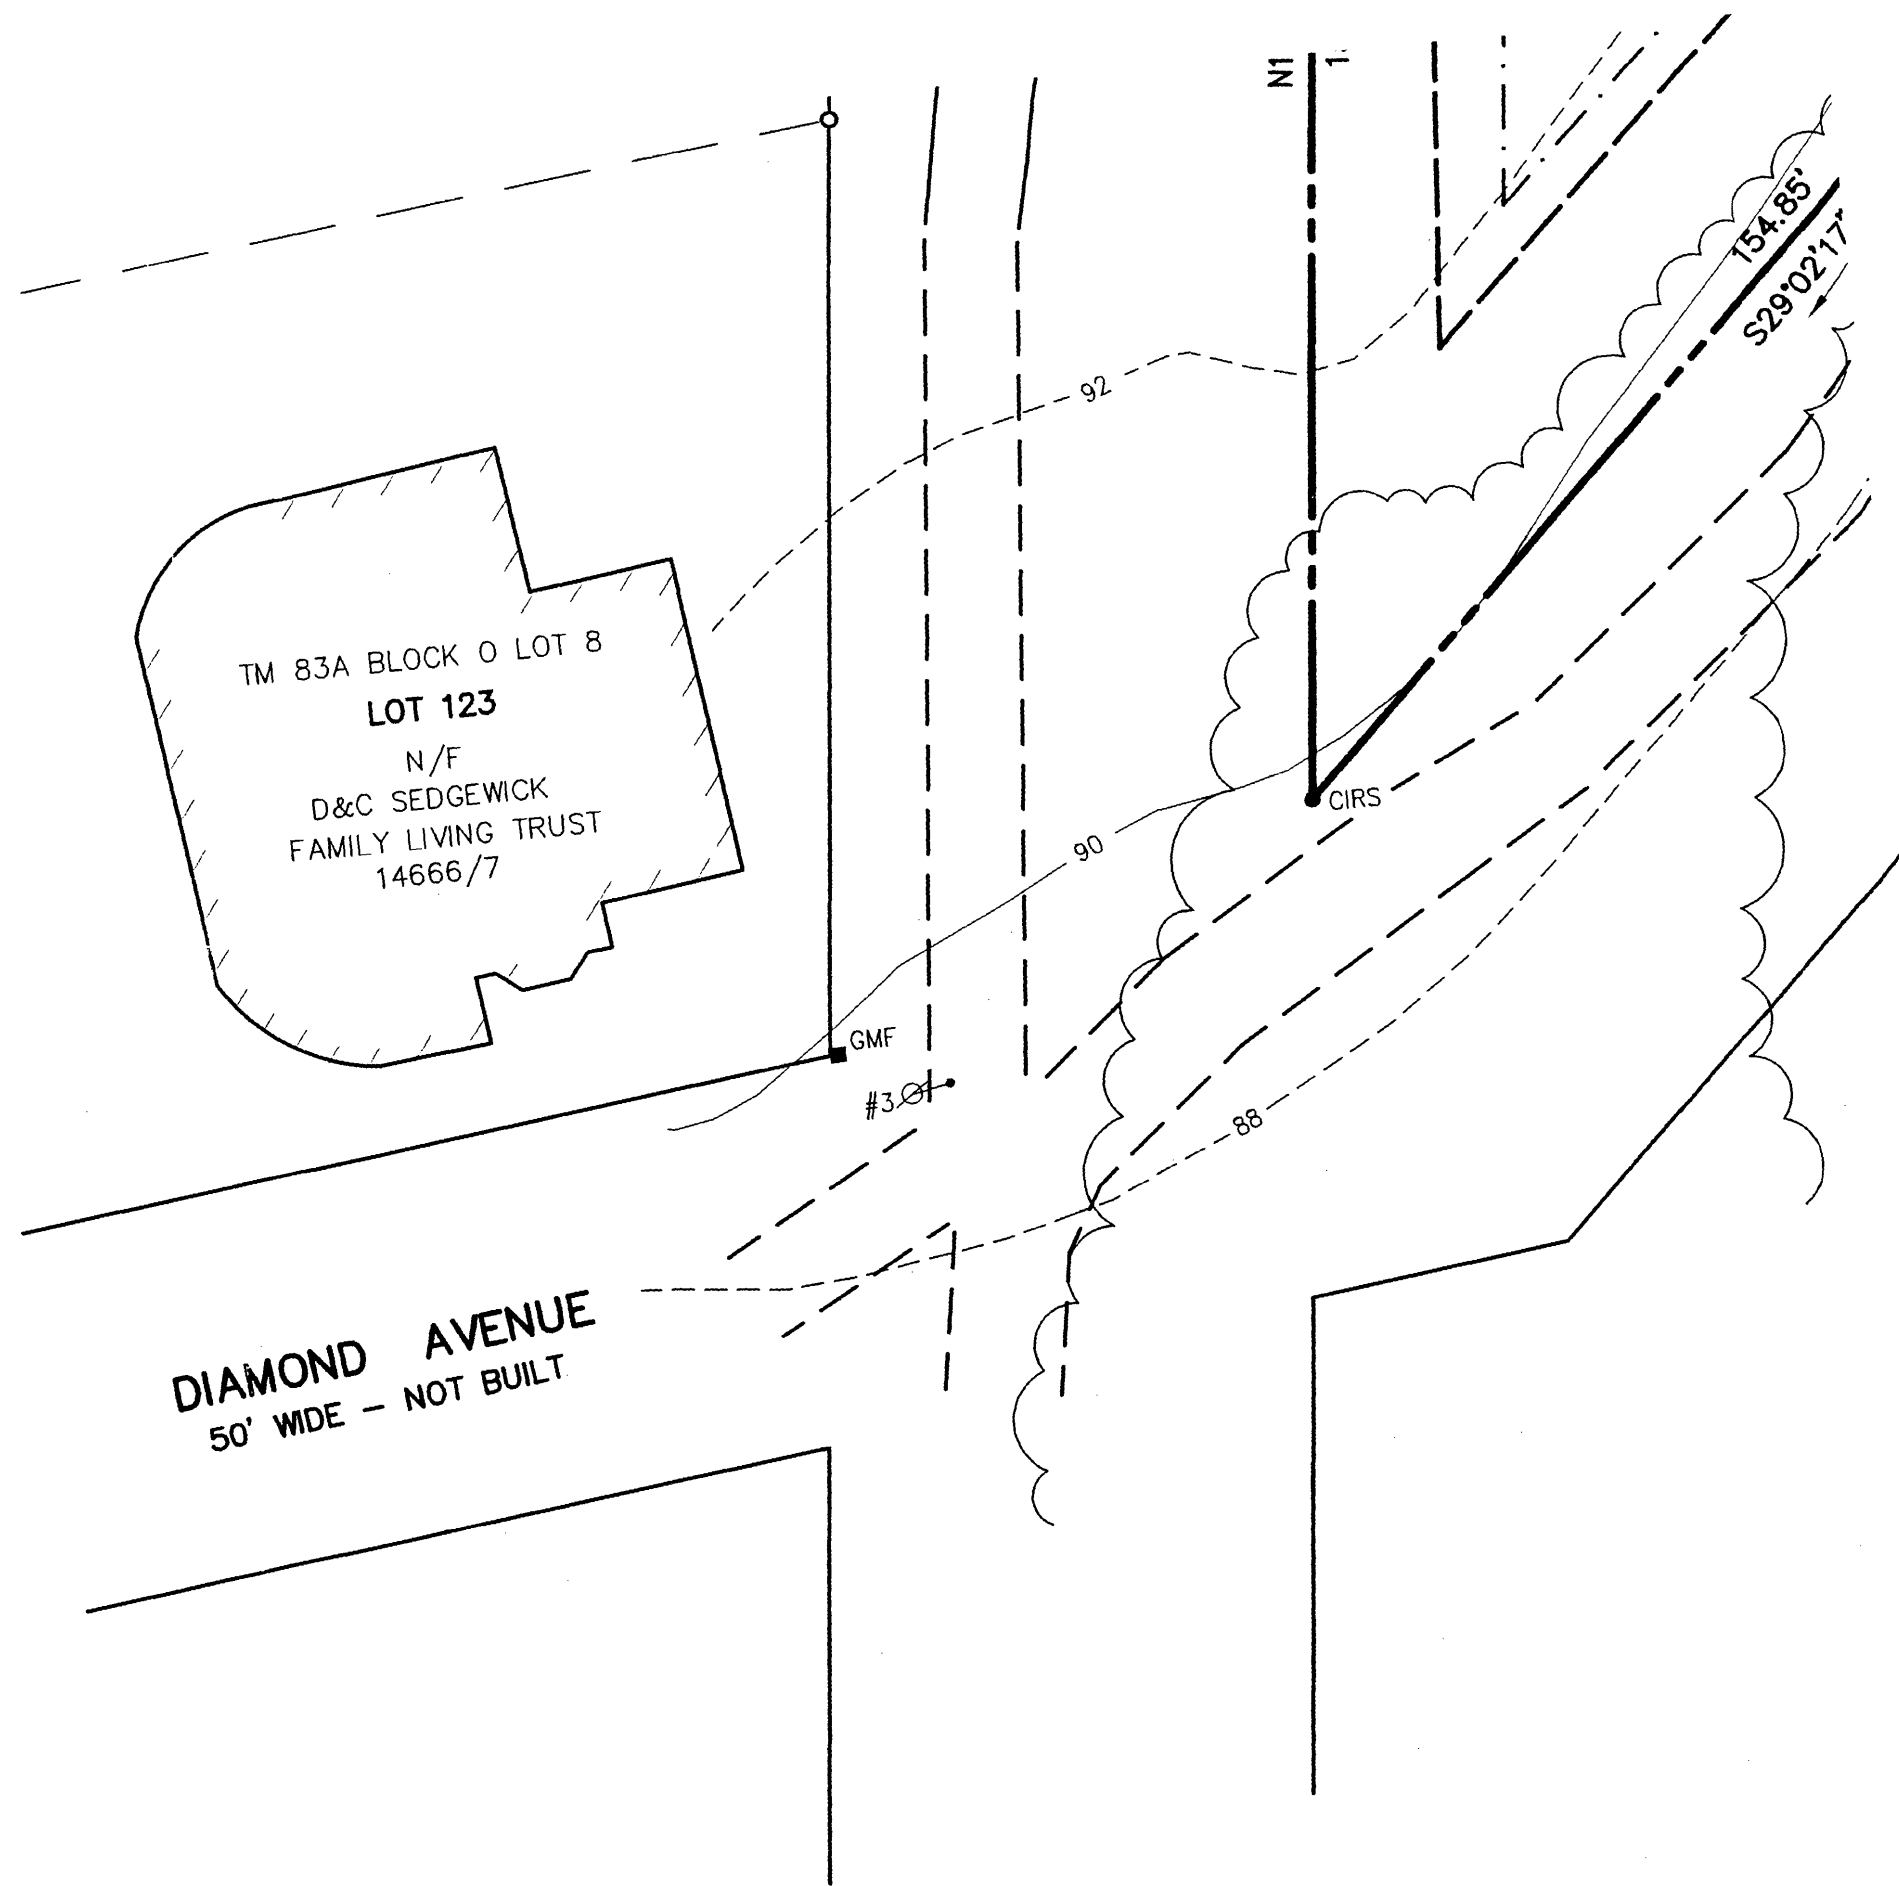 N1
154.85'
S29°02'17"
92
TM 83A BLOCK O LOT 8
LOT 123
N/F
D&C SEDGEWICK
FAMILY LIVING TRUST
14666/7
CIRS
90
GMF
#3
88
DIAMOND AVENUE
50' WIDE – NOT BUILT